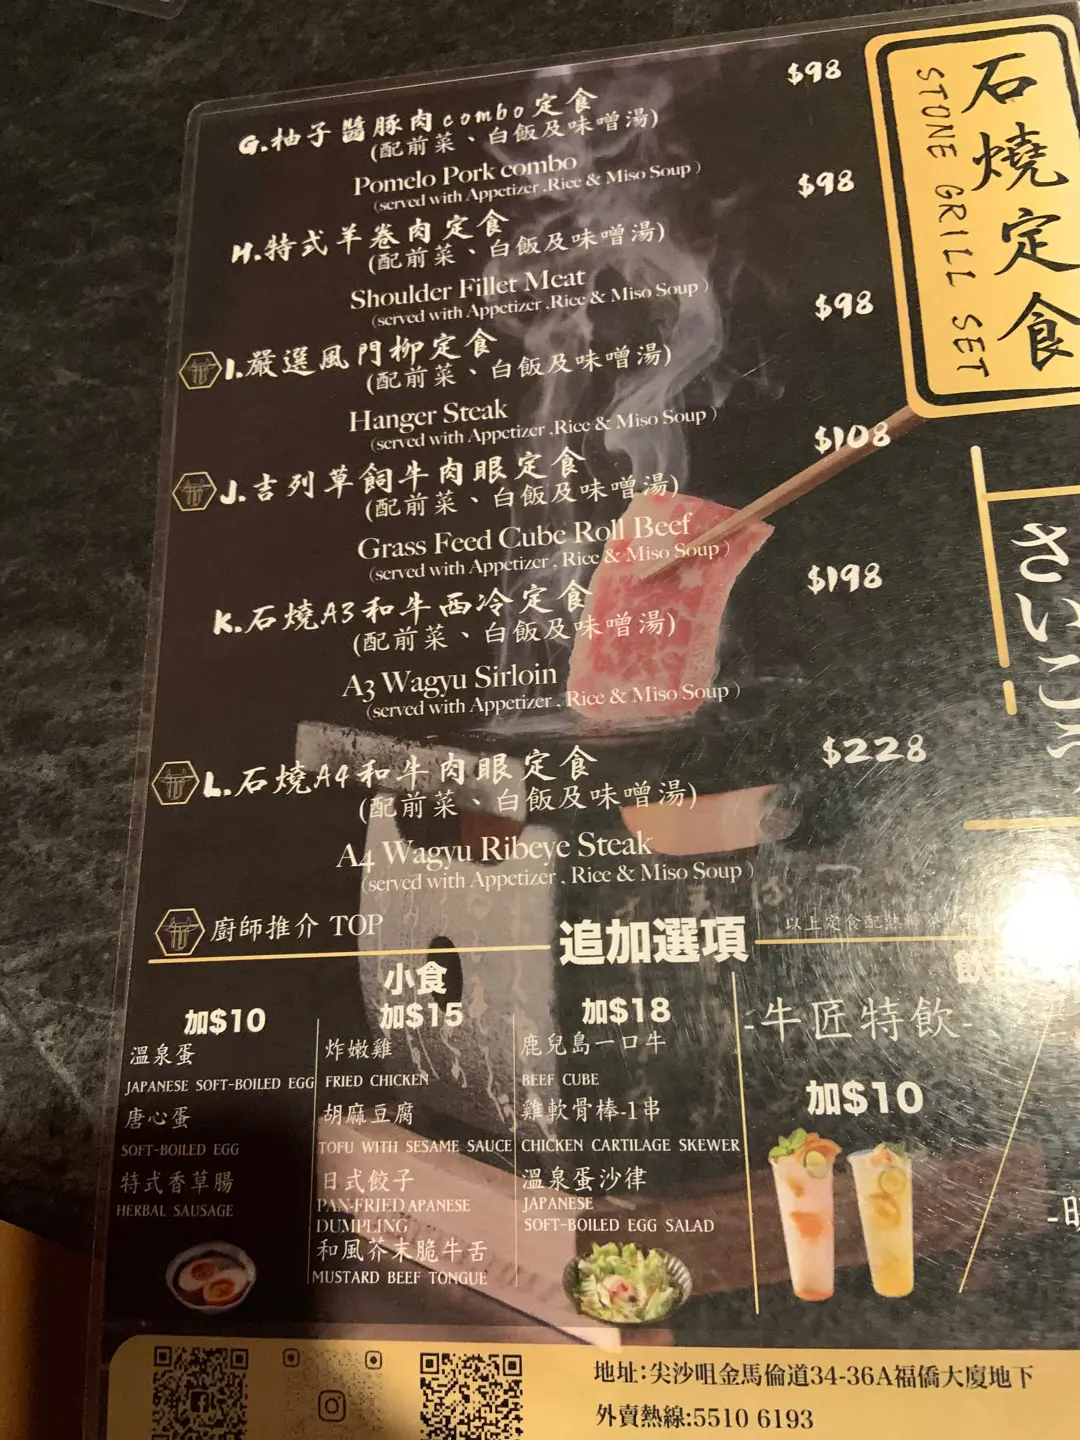 石燒定食
STONE GRILL SET
G.柚子醬豚肉combo定食 $98
(配前菜、白飯及味噌湯)
Pomelo Pork combo
(served with Appetizer ,Rice & Miso Soup )
H.特式羊卷肉定食 $98
(配前菜、白飯及味噌湯)
Shoulder Fillet Meat
(served with Appetizer ,Rice & Miso Soup )
I.嚴選風門柳定食 $98
(配前菜、白飯及味噌湯)
Hanger Steak
(served with Appetizer ,Rice & Miso Soup )
J.吉列草飼牛肉眼定食 $108
(配前菜、白飯及味噌湯)
Grass Feed Cube Roll Beef
(served with Appetizer , Rice & Miso Soup )
K.石燒A3和牛西冷定食 $198
(配前菜、白飯及味噌湯)
A3 Wagyu Sirloin
(served with Appetizer , Rice & Miso Soup )
L.石燒A4和牛肉眼定食 $228
(配前菜、白飯及味噌湯)
A4 Wagyu Ribeye Steak
(served with Appetizer , Rice & Miso Soup )
さいころ
廚師推介 TOP
追加選項
以上定食配熱
小食
加$10
溫泉蛋
JAPANESE SOFT-BOILED EGG
唐心蛋
SOFT-BOILED EGG
特式香草腸
HERBAL SAUSAGE
加$15
炸嫩雞
FRIED CHICKEN
胡麻豆腐
TOFU WITH SESAME SAUCE
日式餃子
PAN-FRIED APANESE
DUMPLING
和風芥末脆牛舌
MUSTARD BEEF TONGUE
加$18
鹿兒島一口牛
BEEF CUBE
雞軟骨棒-1串
CHICKEN CARTILAGE SKEWER
溫泉蛋沙律
JAPANESE
SOFT-BOILED EGG SALAD
飲
-牛匠特飲-
加$10
地址:尖沙咀金馬倫道34-36A福僑大廈地下
外賣熱線:5510 6193